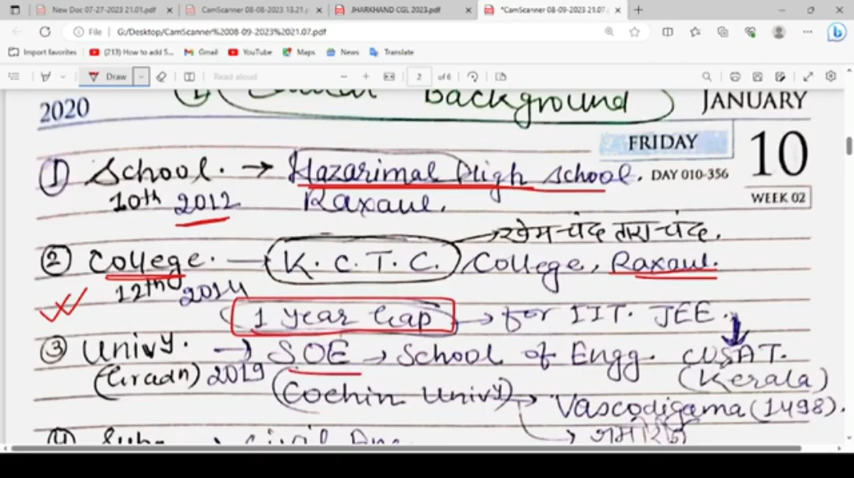 New Doc 07-27-2023 21.01.pdf
CamScanner 08-08-2023 13.21.pdf
JHARKHAND CGL 2023.pdf
*CamScanner 08-09-2023 21.07.pdf
File | G:/Desktop/CamScanner%2008-09-2023%2021.07.pdf
Import favorites
(213) How to add S...
Gmail
YouTube
Maps
News
Translate
Draw
Read aloud
2 of 6
2020
Background
JANUARY
FRIDAY
10
DAY 010-356
WEEK 02
① School. → Hazarimal High School.
10th 2012 Raxaul.
→ खेमचंद ताराचंद.
② College. — K.C.T.C. College, Raxaul.
12th 2014
1 Year Gap → for IIT. JEE.
③ Univy. → SOE → School of Engg. CUSAT.
(Gradn) 2019 (Cochin Univy) (Kerala)
→ Vascodigama (1498).